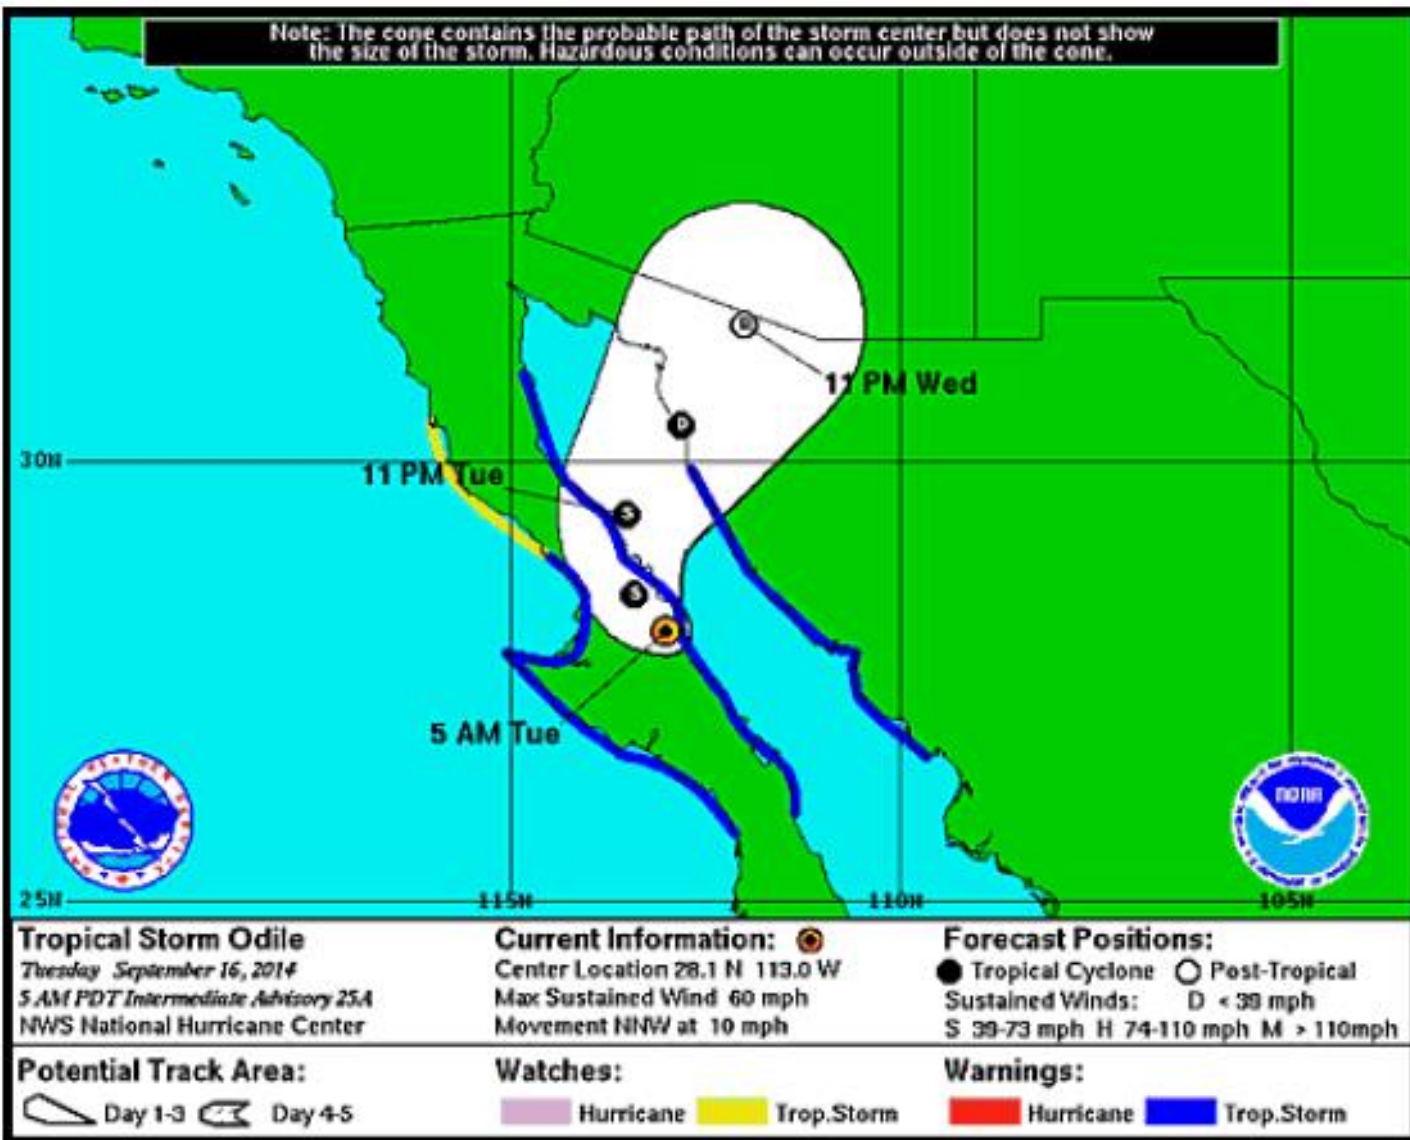 Note: The cone contains the probable path of the storm center but does not show
the size of the storm. Hazardous conditions can occur outside of the cone.
11 PM Wed
D
D
30N
11 PM Tue
S
S
5 AM Tue
NOAA
25N
115W
110W
105W
Tropical Storm Odile
Tuesday September 16, 2014
5 AM PDT Intermediate Advisory 25A
NWS National Hurricane Center
Current Information:
Center Location 28.1 N 113.0 W
Max Sustained Wind 60 mph
Movement NNW at 10 mph
Forecast Positions:
Tropical Cyclone Post-Tropical
Sustained Winds: D < 39 mph
S 39-73 mph H 74-110 mph M > 110mph
Potential Track Area:
Day 1-3 Day 4-5
Watches:
Hurricane Trop.Storm
Warnings:
Hurricane Trop.Storm